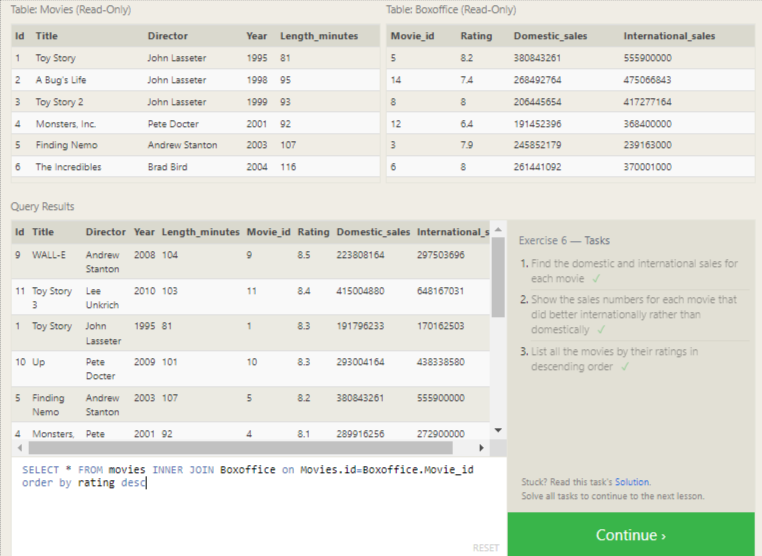 Table: Movies (Read-Only)
Id Title Director Year Length_minutes
1 Toy Story John Lasseter 1995 81
2 A Bug's Life John Lasseter 1998 95
3 Toy Story 2 John Lasseter 1999 93
4 Monsters, Inc. Pete Docter 2001 92
5 Finding Nemo Andrew Stanton 2003 107
6 The Incredibles Brad Bird 2004 116
Table: Boxoffice (Read-Only)
Movie_id Rating Domestic_sales International_sales
5 8.2 380843261 555900000
14 7.4 268492764 475066843
8 8 206445654 417277164
12 6.4 191452396 368400000
3 7.9 245852179 239163000
6 8 261441092 370001000
Query Results
Id Title Director Year Length_minutes Movie_id Rating Domestic_sales International_s
9 WALL-E Andrew 2008 104 9 8.5 223808164 297503696
Stanton
11 Toy Story Lee 2010 103 11 8.4 415004880 648167031
3 Unkrich
1 Toy Story John 1995 81 1 8.3 191796233 170162503
Lasseter
10 Up Pete 2009 101 10 8.3 293004164 438338580
Docter
5 Finding Andrew 2003 107 5 8.2 380843261 555900000
Nemo Stanton
4 Monsters, Pete 2001 92 4 8.1 289916256 272900000
SELECT * FROM movies INNER JOIN Boxoffice on Movies.id=Boxoffice.Movie_id
order by rating desc
RESET
Exercise 6 — Tasks
1. Find the domestic and international sales for
each movie ✓
2. Show the sales numbers for each movie that
did better internationally rather than
domestically ✓
3. List all the movies by their ratings in
descending order ✓
Stuck? Read this task's Solution.
Solve all tasks to continue to the next lesson.
Continue ›